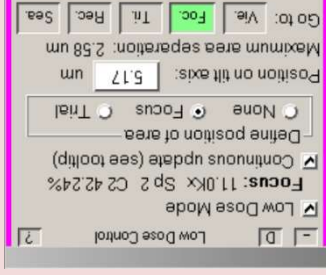 - D Low Dose Control ?
Low Dose Mode
Focus: 11.0Kx Sp 2 C2 42.24%
Continuous update (see tooltip)
Define position of area
None Focus Trial
Position on tilt axis: 5.17 um
Maximum area separation: 2.58 um
Go to: Vie. Foc. Tri. Rec. Sea.